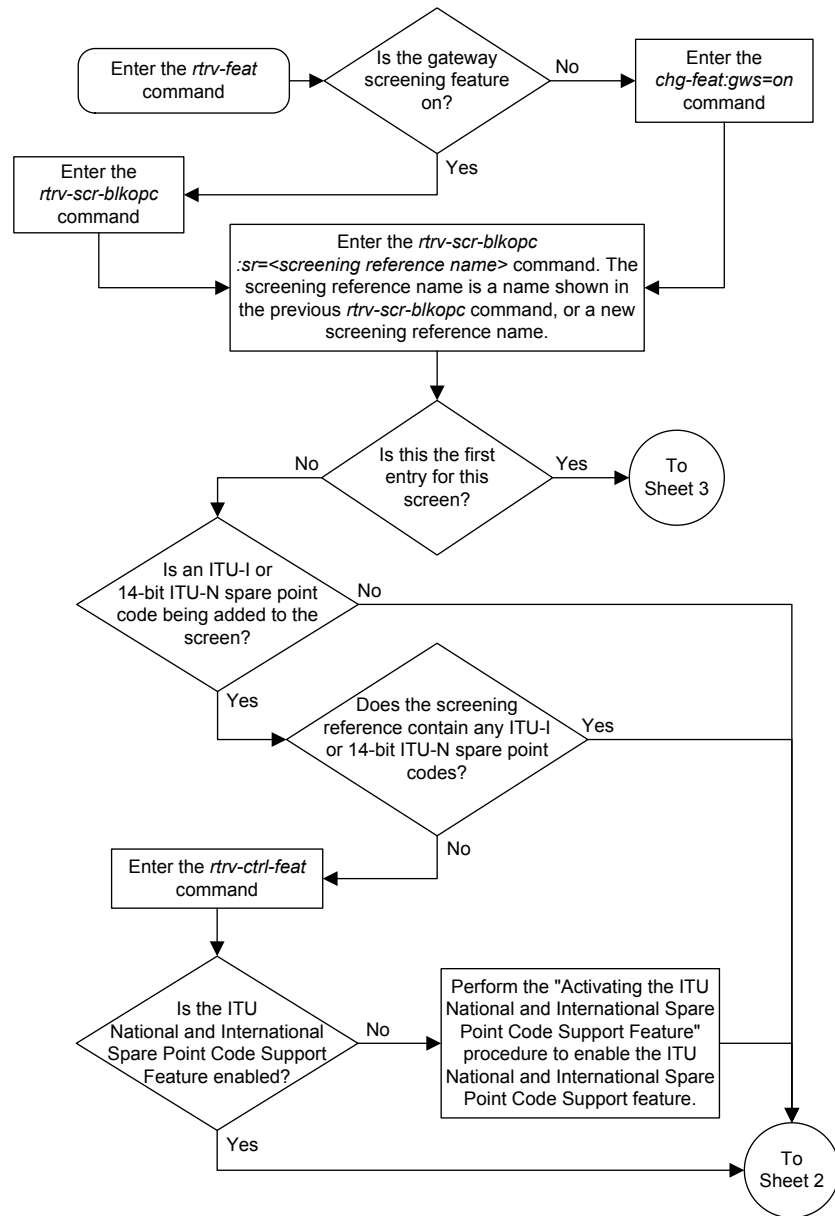 Enter the rtrv-feat
command
Is the gateway
screening feature
on?
No
Enter the
chg-feat:gws=on
command
Yes
Enter the
rtrv-scr-blkopc
command
Enter the rtrv-scr-blkopc
:sr=<screening reference name> command. The
screening reference name is a name shown in
the previous rtrv-scr-blkopc command, or a new
screening reference name.
Is this the first
entry for this
screen?
No
Yes
To
Sheet 3
Is an ITU-I or
14-bit ITU-N spare point
code being added to the
screen?
No
Yes
Does the screening
reference contain any ITU-I
or 14-bit ITU-N spare point
codes?
Yes
No
Enter the rtrv-ctrl-feat
command
Is the ITU
National and International
Spare Point Code Support
Feature enabled?
No
Perform the "Activating the ITU
National and International Spare
Point Code Support Feature"
procedure to enable the ITU
National and International Spare
Point Code Support feature.
Yes
To
Sheet 2